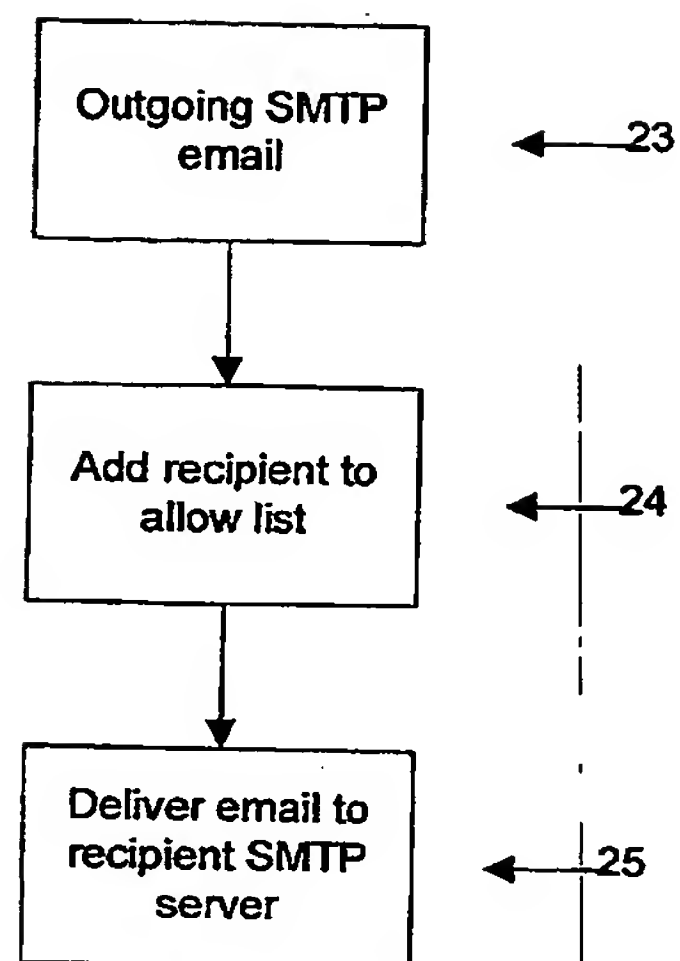 Outgoing SMTP
email
23
Add recipient to
allow list
24
Deliver email to
recipient SMTP
server
25